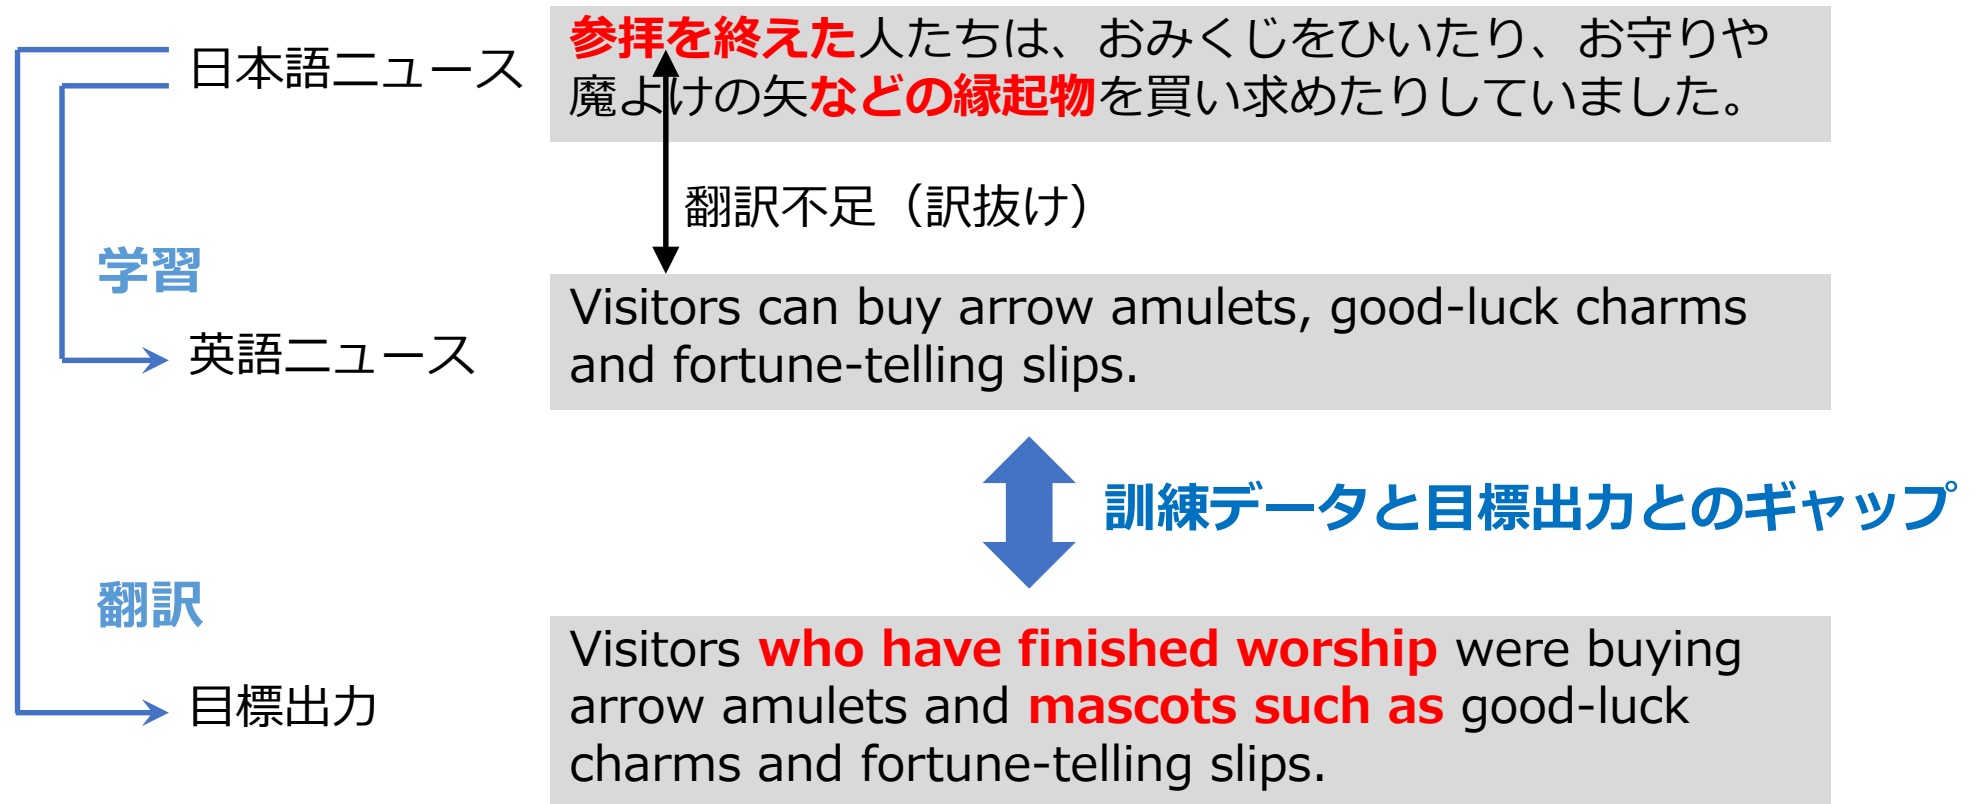 日本語ニュース
参拝を終えた人たちは、おみくじをひいたり、お守りや
魔よけの矢などの縁起物を買い求めたりしていました。
翻訳不足（訳抜け）
学習
英語ニュース
Visitors can buy arrow amulets, good-luck charms
and fortune-telling slips.
訓練データと目標出力とのギャップ
翻訳
目標出力
Visitors who have finished worship were buying
arrow amulets and mascots such as good-luck
charms and fortune-telling slips.